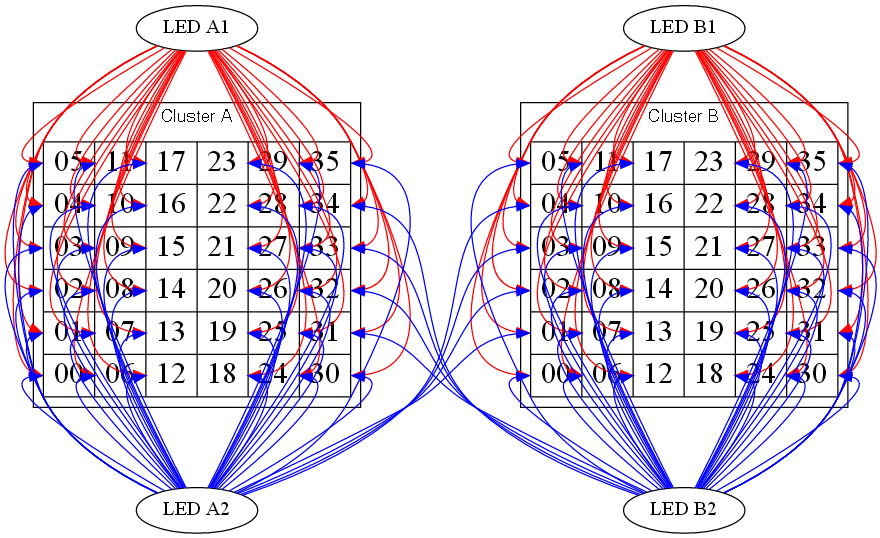 LED A1 LED B1
Cluster A Cluster B
05 11 17 23 29 35 05 11 17 23 29 35
04 10 16 22 28 34 04 10 16 22 28 34
03 09 15 21 27 33 03 09 15 21 27 33
02 08 14 20 26 32 02 08 14 20 26 32
01 07 13 19 25 31 01 07 13 19 25 31
00 06 12 18 24 30 00 06 12 18 24 30
LED A2 LED B2